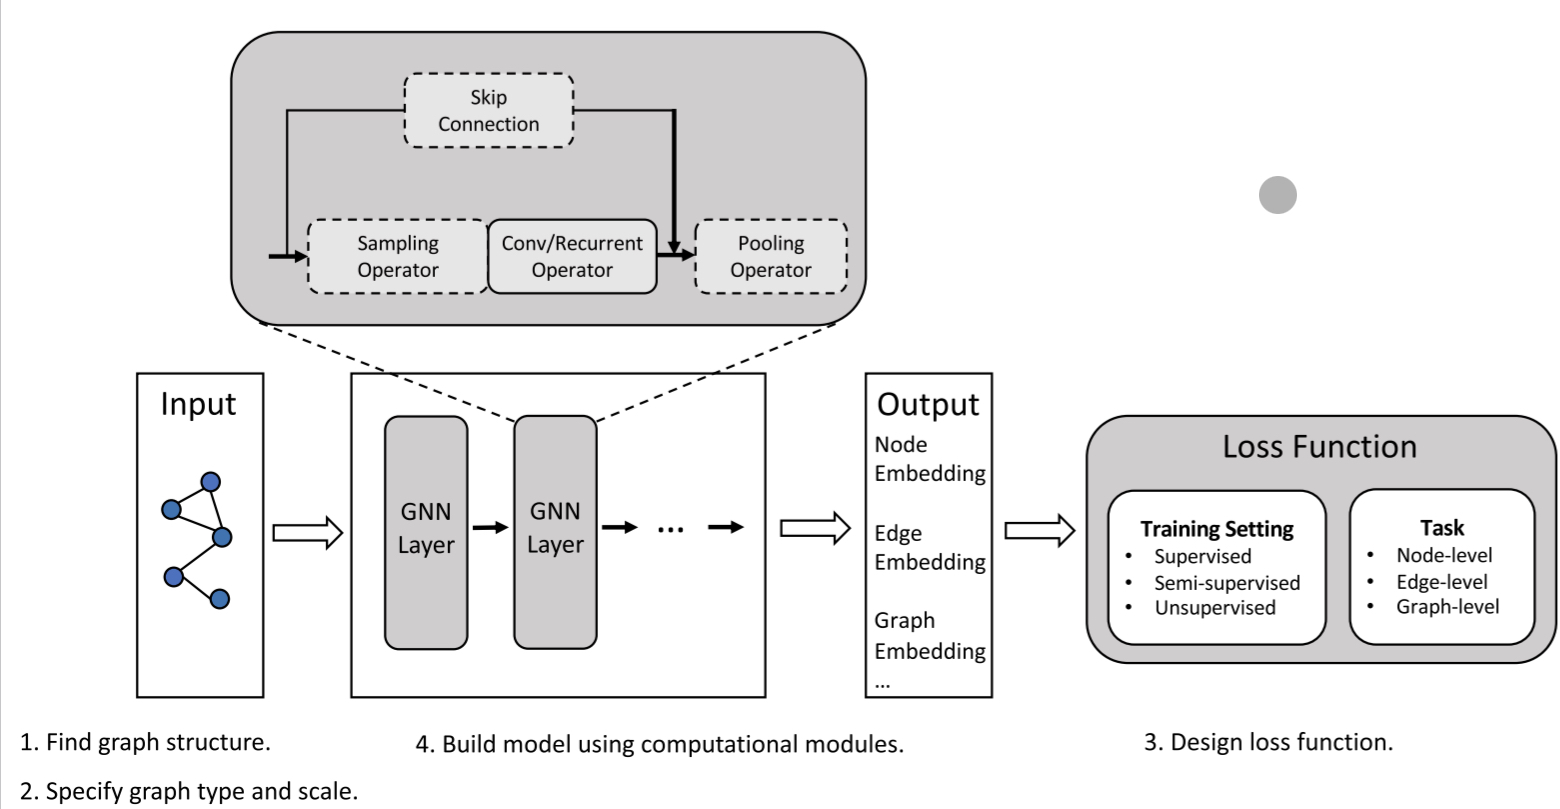 Skip
Connection
Sampling
Operator
Conv/Recurrent
Operator
Pooling
Operator
Input
GNN
Layer
GNN
Layer
...
Output
Node
Embedding
Edge
Embedding
Graph
Embedding
...
Loss Function
Training Setting
• Supervised
• Semi-supervised
• Unsupervised
Task
• Node-level
• Edge-level
• Graph-level
1. Find graph structure.
2. Specify graph type and scale.
4. Build model using computational modules.
3. Design loss function.